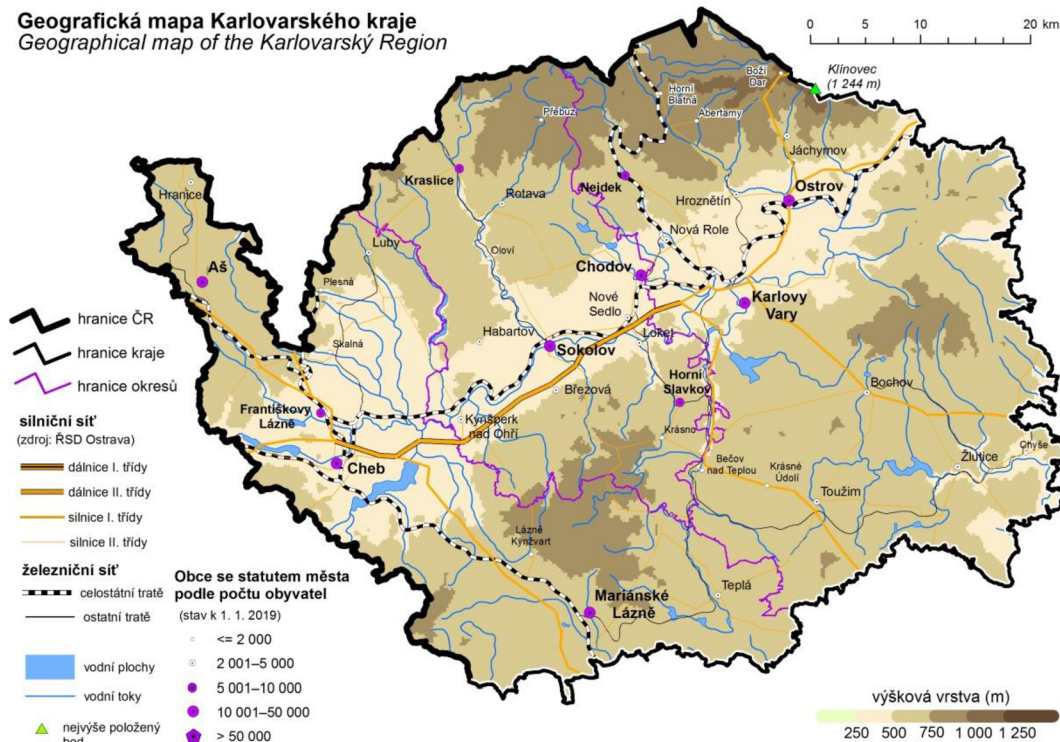 Geografická mapa Karlovarského kraje
Geographical map of the Karlovarský Region
0 5 10 20 km
Klínovec
(1 244 m)
Boží
Dar
Horní
Blatná
Abertamy
Přebuz
Jáchymov
Kraslice
Nejdek
Ostrov
Hranice
Rotava
Hroznětín
Luby
Nová Role
Oloví
Aš
Chodov
Plesná
Karlovy
Vary
Nové
Sedlo
hranice ČR
Habartov
Loket
Skalná
Sokolov
hranice kraje
Horní
Slavkov
Bochov
hranice okresů
Březová
Františkovy
Lázně
Kynšperk
nad Ohří
silniční síť
(zdroj: ŘSD Ostrava)
Krásno
Chyše
Cheb
Bečov
nad Teplou
Žlutice
dálnice I. třídy
Krásné
Údolí
dálnice II. třídy
Toužim
silnice I. třídy
Lázně
Kynžvart
silnice II. třídy
železniční síť
celostátní tratě
ostatní tratě
Obce se statutem města
podle počtu obyvatel
(stav k 1. 1. 2019)
Teplá
Mariánské
Lázně
<= 2 000
2 001–5 000
vodní plochy
5 001–10 000
vodní toky
10 001–50 000
nejvýše položený
bod
> 50 000
výšková vrstva (m)
250 500 750 1 000 1 250